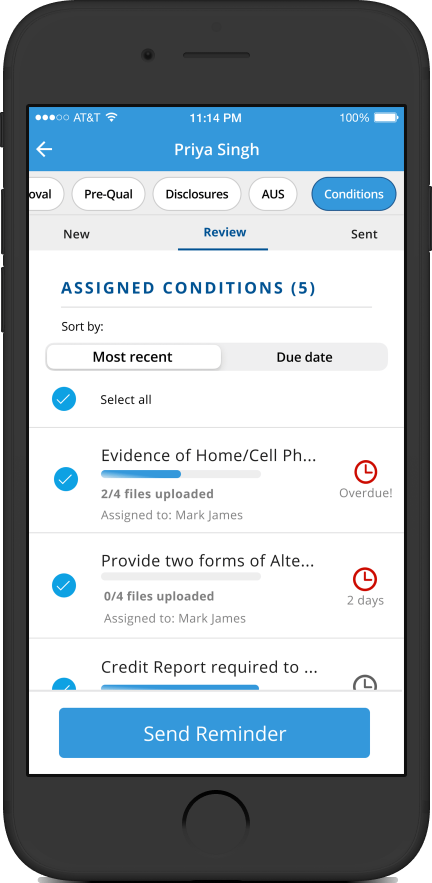 AT&T 11:14 PM 100%
Priya Singh
oval Pre-Qual Disclosures AUS Conditions
New Review Sent
ASSIGNED CONDITIONS (5)
Sort by:
Most recent Due date
Select all
Evidence of Home/Cell Ph...
2/4 files uploaded
Overdue!
Assigned to: Mark James
Provide two forms of Alte...
0/4 files uploaded
2 days
Assigned to: Mark James
Credit Report required to ...
Send Reminder